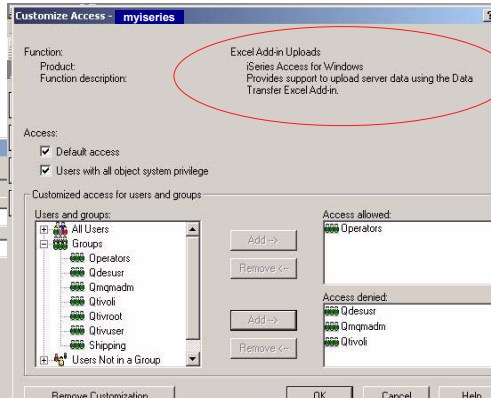 Customize Access - myiseries
Function: Excel Add-in Uploads
Product: iSeries Access for Windows
Function description: Provides support to upload server data using the Data
Transfer Excel Add-in.
Access:
Default access
Users with all object system privilege
Customized access for users and groups
Users and groups:
All Users
Groups
Operators
Qdesusr
Qmqmadm
Qtivoli
Qtivroot
Qtivuser
Shipping
Users Not in a Group
Add -->
Remove <--
Add -->
Remove <--
Access allowed:
Operators
Access denied:
Qdesusr
Qmqmadm
Qtivoli
Remove Customization OK Cancel Help